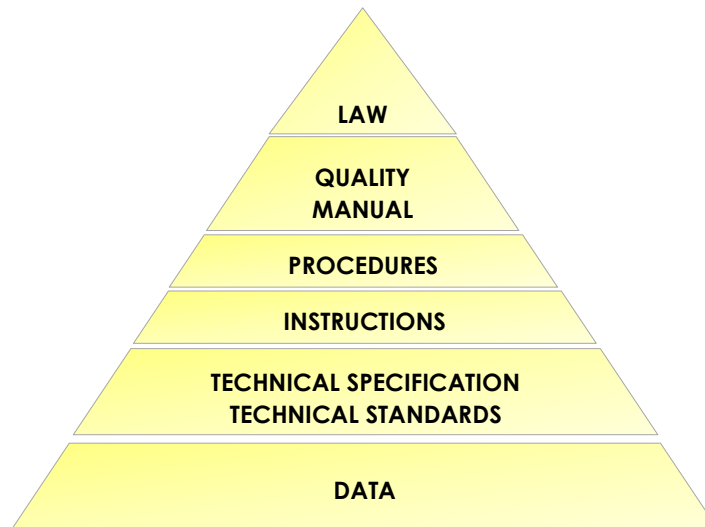 LAW
QUALITY
MANUAL
PROCEDURES
INSTRUCTIONS
TECHNICAL SPECIFICATION
TECHNICAL STANDARDS
DATA